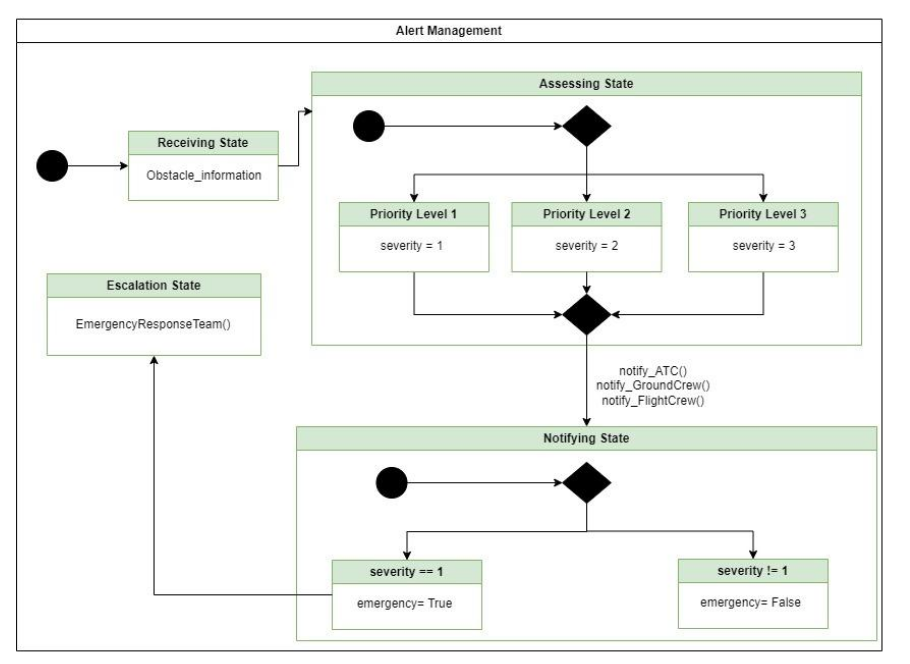 Alert Management
Assessing State
Receiving State
Obstacle_information
Priority Level 1
severity = 1
Priority Level 2
severity = 2
Priority Level 3
severity = 3
Escalation State
EmergencyResponseTeam()
notify_ATC()
notify_GroundCrew()
notify_FlightCrew()
Notifying State
severity == 1
emergency= True
severity != 1
emergency= False